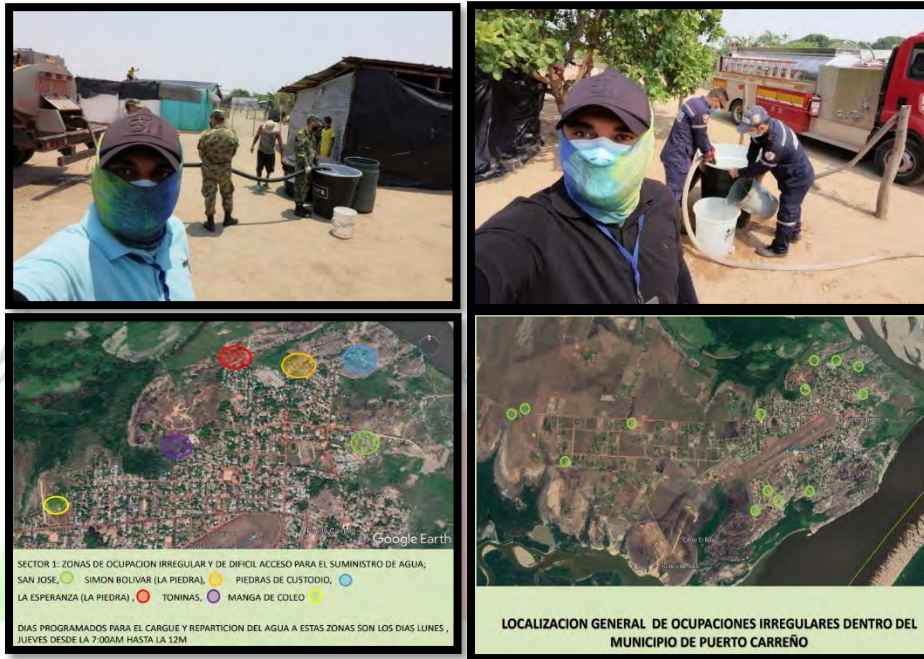 Google Earth
SECTOR 1: ZONAS DE OCUPACION IRREGULAR Y DE DIFICIL ACCESO PARA EL SUMINISTRO DE AGUA;
SAN JOSE, SIMON BOLIVAR (LA PIEDRA), PIEDRAS DE CUSTODIO,
LA ESPERANZA (LA PIEDRA) , TONINAS, MANGA DE COLEO
DIAS PROGRAMADOS PARA EL CARGUE Y REPARTICION DEL AGUA A ESTAS ZONAS SON LOS DIAS LUNES ,
JUEVES DESDE LA 7:00AM HASTA LA 12M
LOCALIZACION GENERAL DE OCUPACIONES IRREGULARES DENTRO DEL
MUNICIPIO DE PUERTO CARREÑO